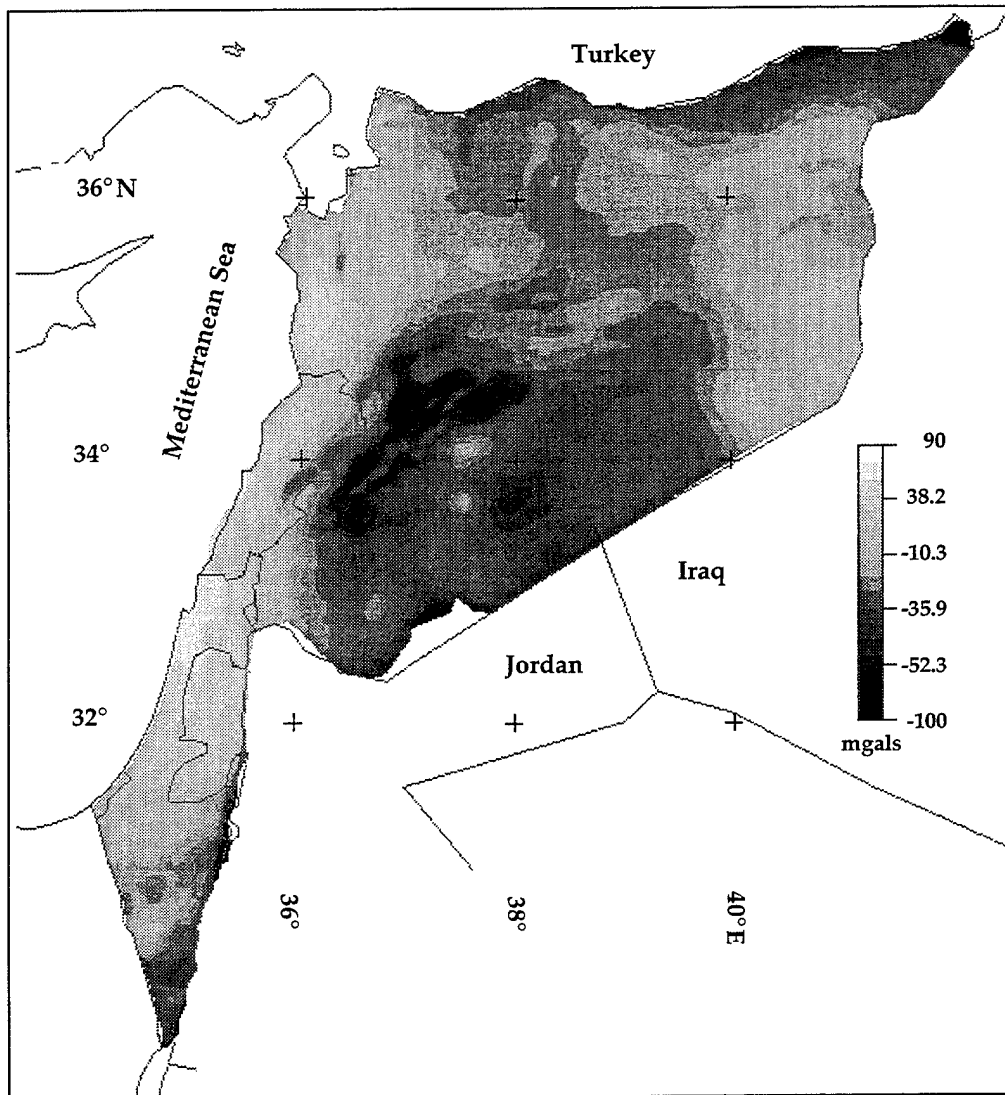 Turkey
36°N
Mediterranean Sea
34°
90
38.2
-10.3
-35.9
-52.3
-100
mgals
Iraq
Jordan
32°
36°
38°
40°E